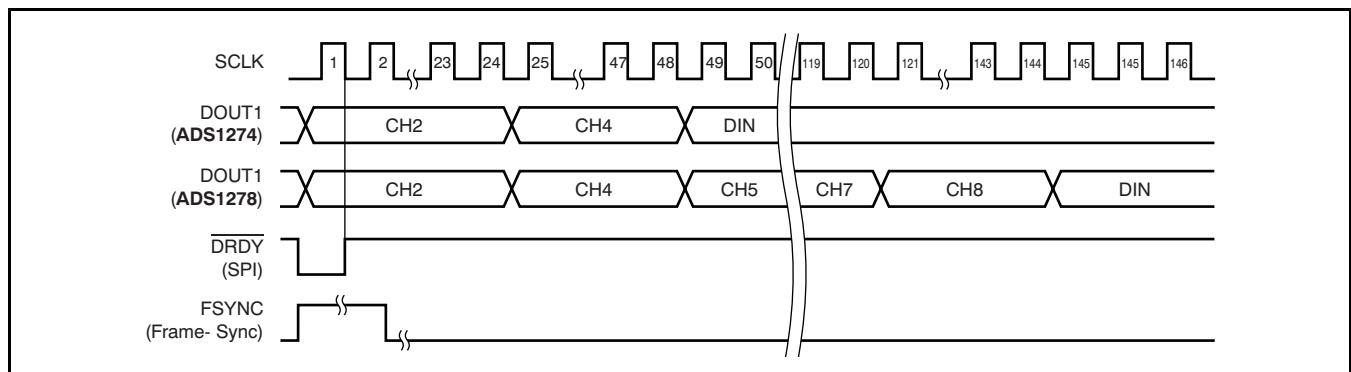 SCLK 1 2 23 24 25 47 48 49 50 119 120 121 143 144 145 145 146
DOUT1
(ADS1274) CH2 CH4 DIN
DOUT1
(ADS1278) CH2 CH4 CH5 CH7 CH8 DIN
DRDY
(SPI)
FSYNC
(Frame- Sync)